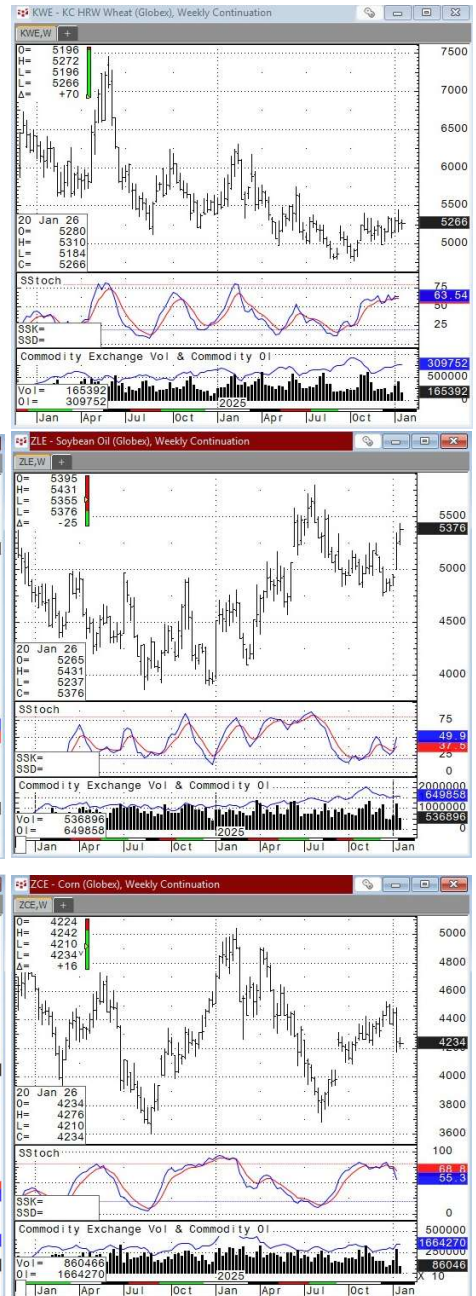 KWE - KC HRW Wheat (Globex), Weekly Continuation
KWE,W +
O= 5196
H= 5272
L= 5196
L= 5266
Δ= +70
7500
6500
6000
5500
5266
5000
20 Jan 26
O= 5280
H= 5310
L= 5184
C= 5266
SStoch
75
63.54
50
25
SSK=
SSD=
Commodity Exchange Vol & Commodity OI
309752
500000
165392
0
Vol= 165392
OI= 309752
2025
Jan Apr Jul Oct Jan Apr Jul Oct Jan
ZLE - Soybean Oil (Globex), Weekly Continuation
ZLE,W +
O= 5395
H= 5431
L= 5355
L= 5376
Δ= -25
5500
5376
5000
4500
4000
20 Jan 26
O= 5265
H= 5431
L= 5237
C= 5376
SStoch
75
49.9
37.6
25
0
SSK=
SSD=
Commodity Exchange Vol & Commodity OI
2000000
649858
1000000
536896
0
Vol= 536896
OI= 649858
2025
Jan Apr Jul Oct Jan Apr Jul Oct Jan
ZCE - Corn (Globex), Weekly Continuation
ZCE,W +
O= 4224
H= 4242
L= 4210
L= 4234
Δ= +16
5000
4800
4600
4400
4234
4200
4000
3800
3600
20 Jan 26
O= 4234
H= 4276
L= 4210
C= 4234
SStoch
100
68.8
55.3
0
SSK=
SSD=
Commodity Exchange Vol & Commodity OI
500000
1664270
250000
86046
X 10
Vol= 860466
OI= 1664270
2025
Jan Apr Jul Oct Jan Apr Jul Oct Jan